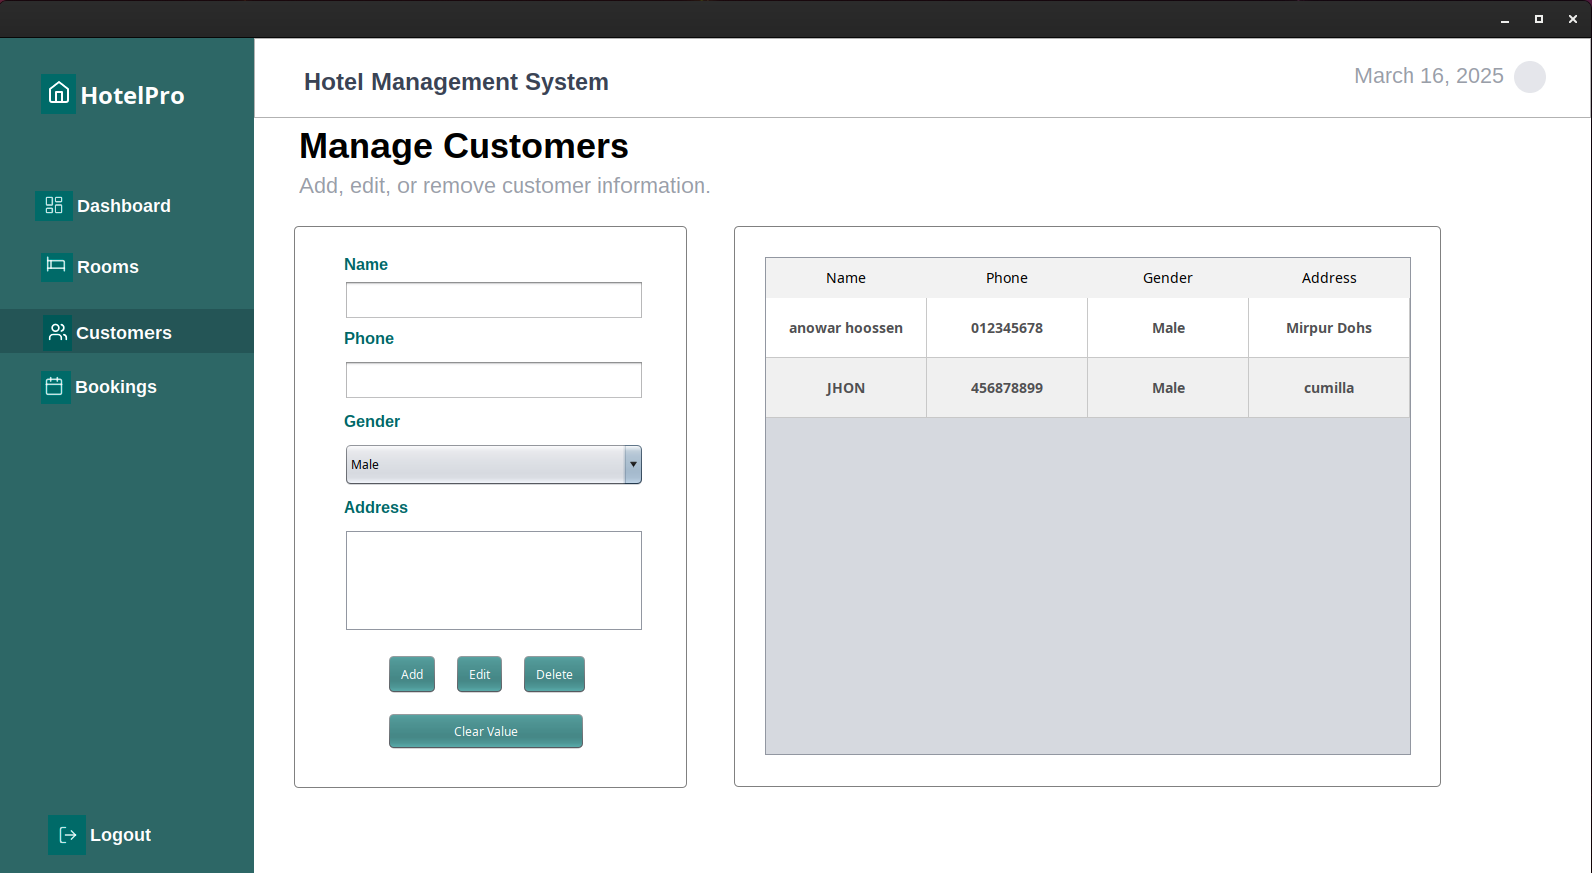 HotelPro
Dashboard
Rooms
Customers
Bookings
Logout
Hotel Management System
March 16, 2025
Manage Customers
Add, edit, or remove customer information.
Name
Phone
Gender
Male
Address
Add Edit Delete
Clear Value
Name Phone Gender Address
anowar hoossen 012345678 Male Mirpur Dohs
JHON 456878899 Male cumilla